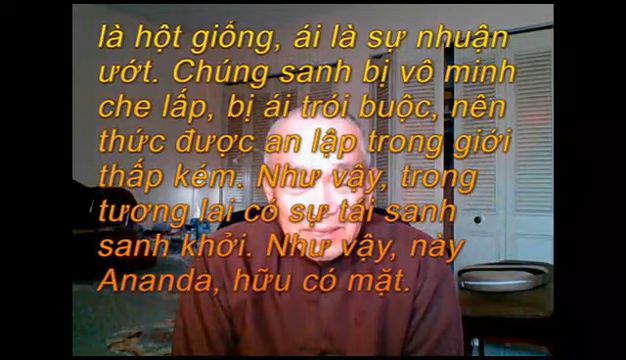 là hột giống, ái là sự nhuận
ướt. Chúng sanh bị vô minh
che lấp, bị ái trói buộc, nên
thức được an lập trong giới
thấp kém. Như vậy, trong
tương lai có sự tái sanh
sanh khởi. Như vậy, này
Ananda, hữu có mặt.